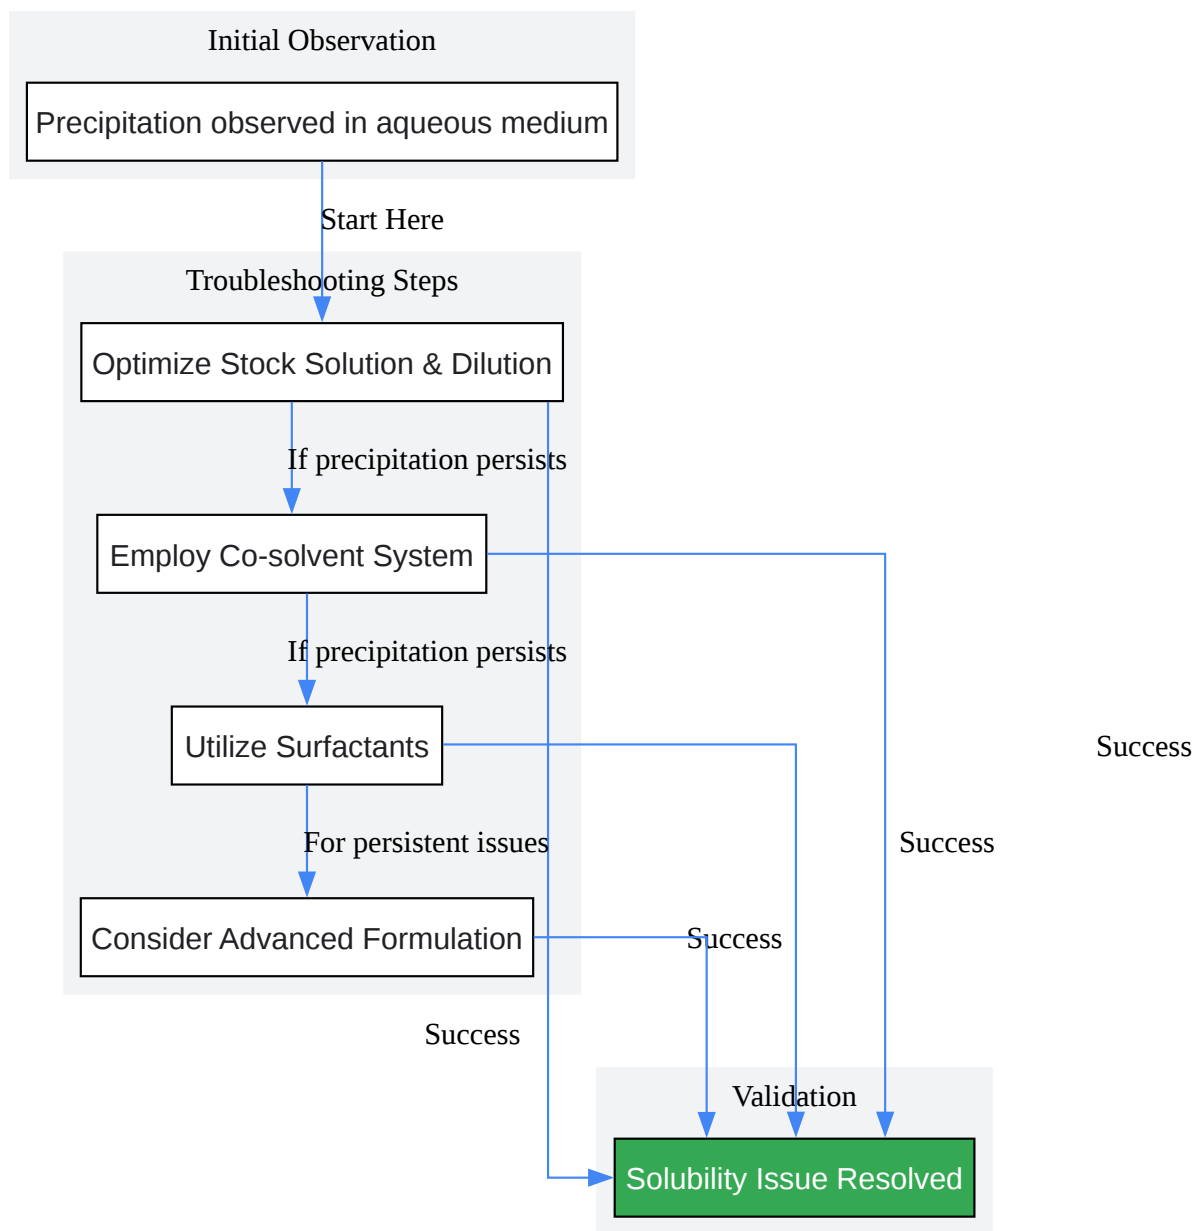 Initial Observation
Precipitation observed in aqueous medium
Start Here
Troubleshooting Steps
Optimize Stock Solution & Dilution
If precipitation persists
Employ Co-solvent System
If precipitation persists
Utilize Surfactants
Success
For persistent issues
Success
Consider Advanced Formulation
Success
Success
Validation
Solubility Issue Resolved